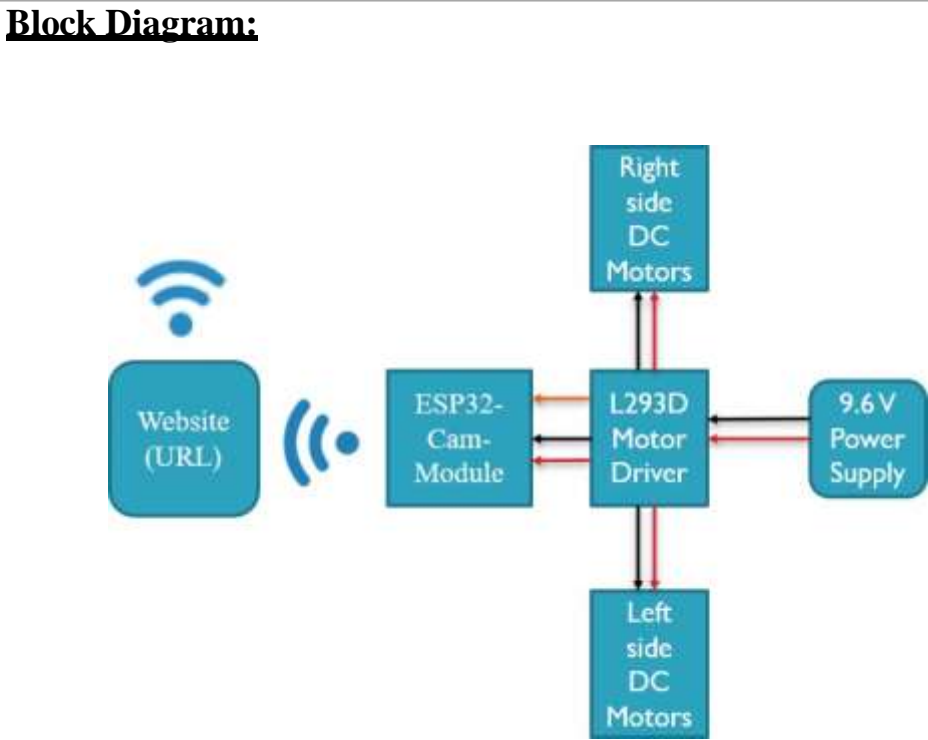 Block Diagram:
Right
side
DC
Motors
Website
(URL)
ESP32-
Cam-
Module
L293D
Motor
Driver
9.6 V
Power
Supply
Left
side
DC
Motors